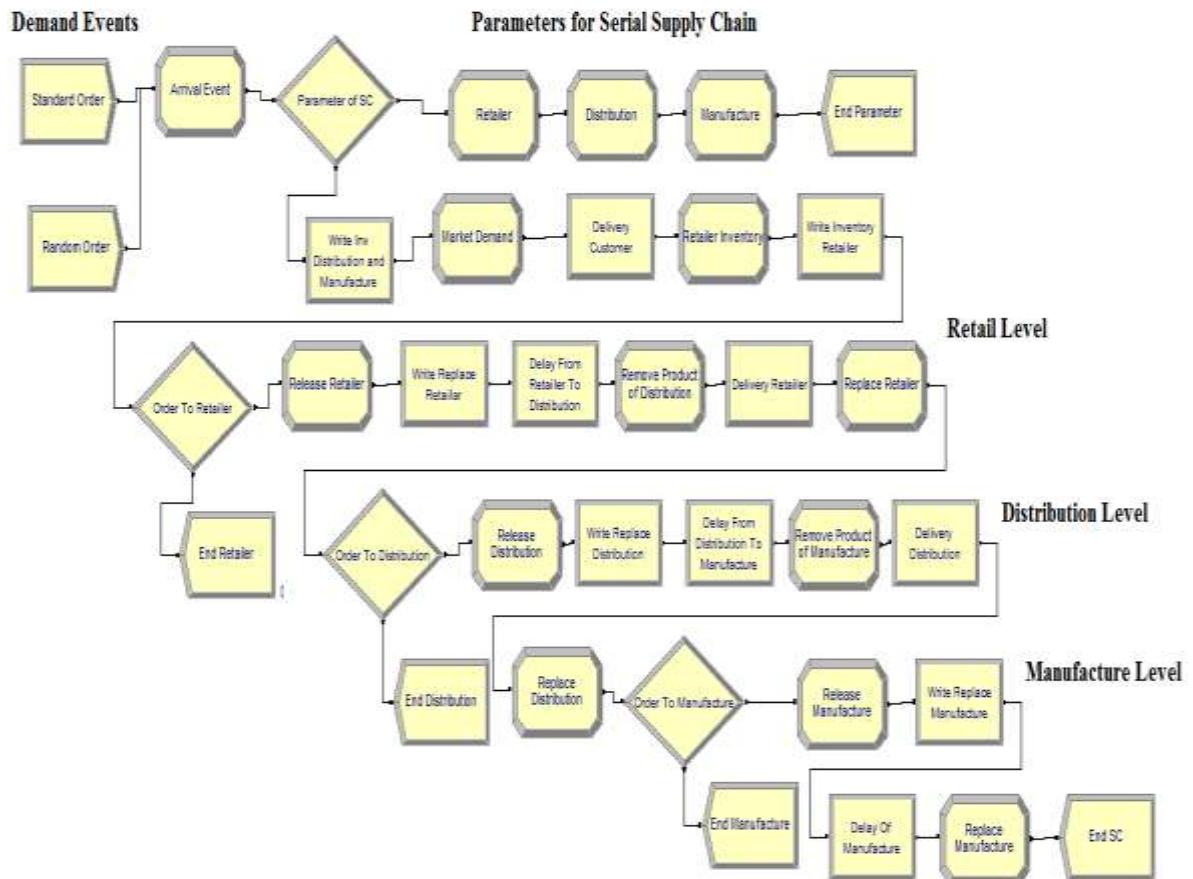 Demand Events
Parameters for Serial Supply Chain
Standard Order
Arrival Event
Parameter of SC
Retailer
Distribution
Manufacture
End Parameter
Random Order
Write Inv
Distribution and
Manufacture
Market Demand
Delivery
Customer
Retailer Inventory
Write Inventory
Retailer
Retail Level
Order To Retailer
Release Retailer
Write Replace
Retailer
Delay From
Retailer To
Distribution
Remove Product
of Distribution
Delivery Retailer
Replace Retailer
End Retailer
Distribution Level
Order To Distribution
Release
Distribution
Write Replace
Distribution
Delay From
Distribution To
Manufacture
Remove Product
of Manufacture
Delivery
Distribution
End Distribution
Manufacture Level
Replace
Distribution
Order To Manufacture
Release
Manufacture
Write Replace
Manufacture
End Manufacture
Delay Of
Manufacture
Replace
Manufacture
End SC